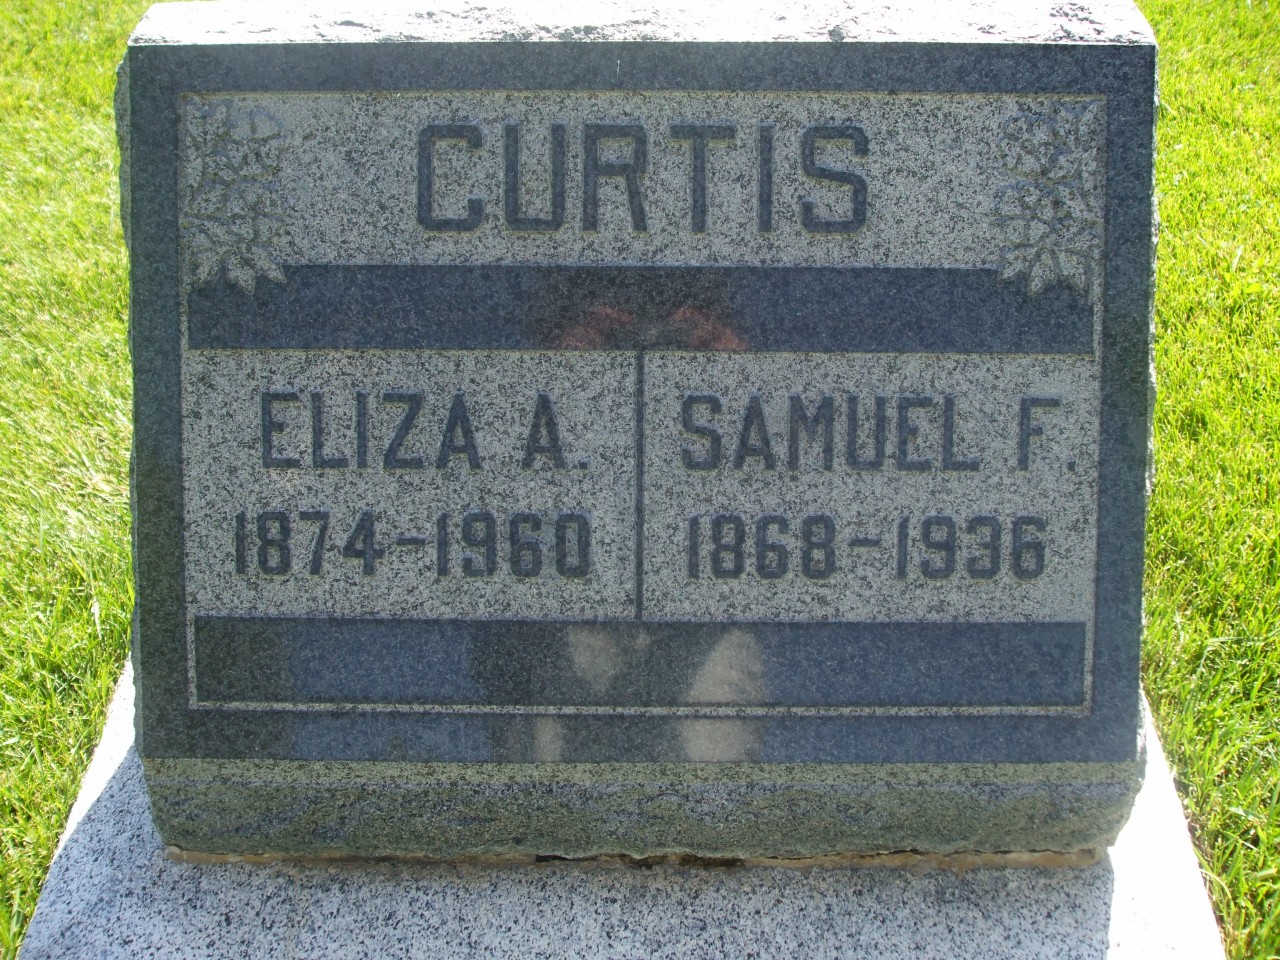 CURTIS
ELIZA A. SAMUEL F.
1874-1960 1868-1936